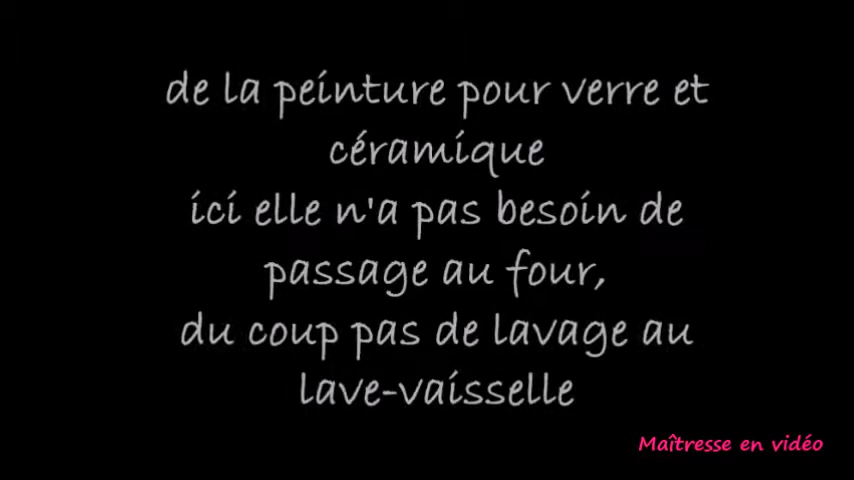 de la peinture pour verre et
céramique
ici elle n'a pas besoin de
passage au four,
du coup pas de lavage au
lave-vaisselle
Maîtresse en vidéo